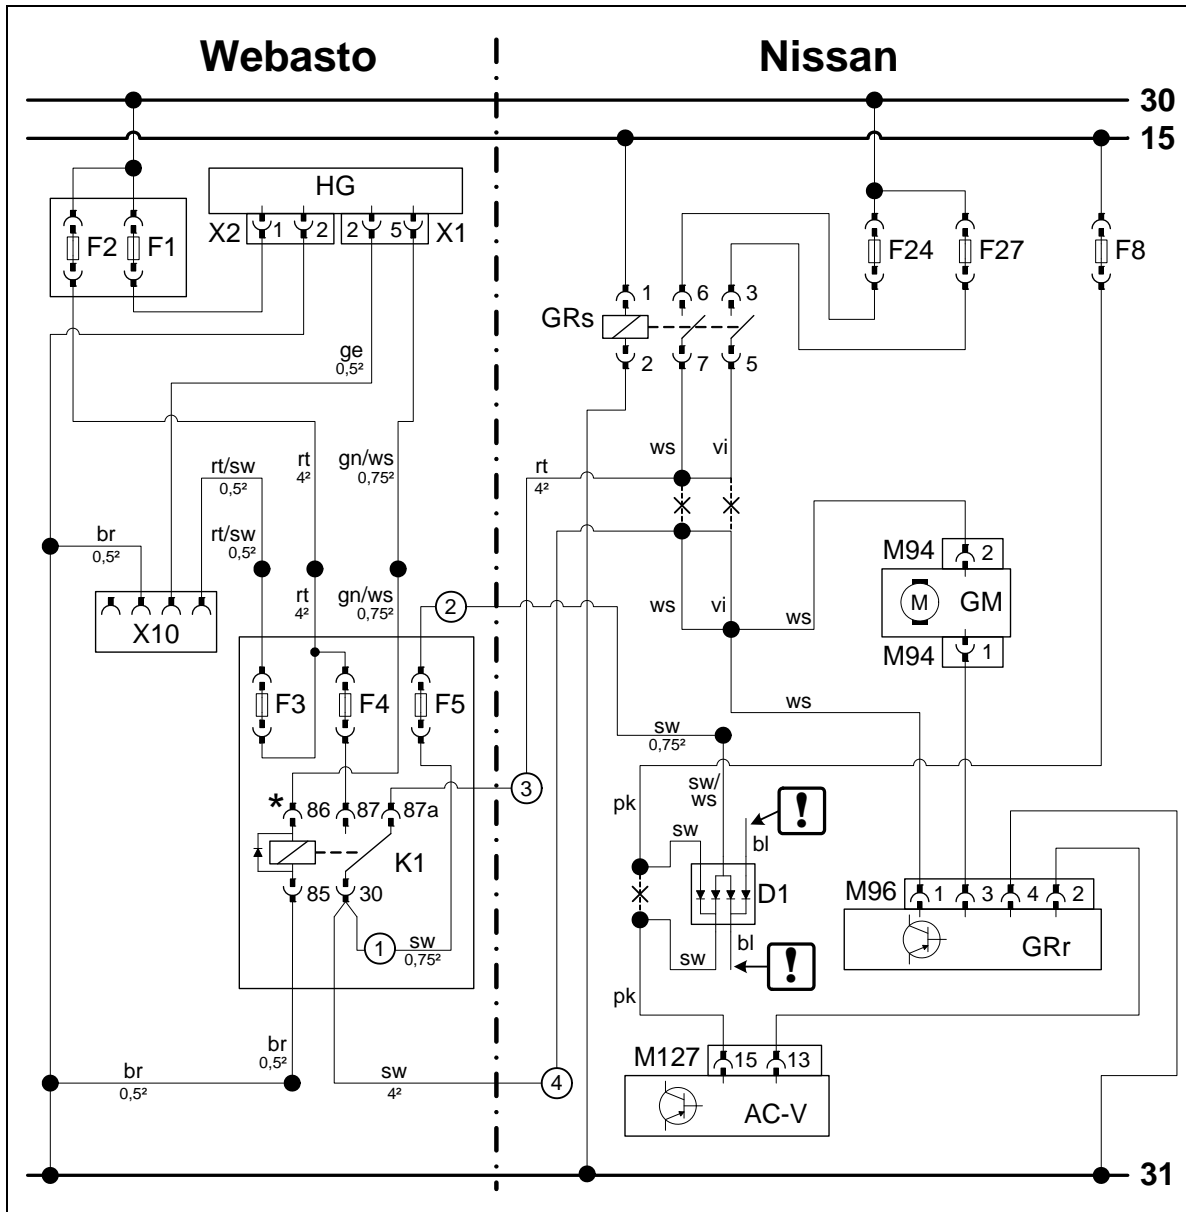 Webasto
Nissan
30
15
HG
X2
1
2
2
5
X1
F2
F1
F24
F27
F8
1
6
3
GRs
2
7
5
ge
0,5²
ws
vi
rt/sw
0,5²
rt
4²
gn/ws
0,75²
rt
4²
br
0,5²
rt/sw
0,5²
M94
2
M
GM
M94
1
X10
rt
4²
gn/ws
0,75²
2
ws
vi
ws
F3
F4
F5
ws
sw
0,75²
3
sw/
ws
pk
!
*
86
87
87a
sw
bl
K1
D1
85
30
M96
1
3
4
2
1
sw
0,75²
bl
sw
!
GRr
pk
br
0,5²
M127
15
13
br
0,5²
sw
4²
4
AC-V
31